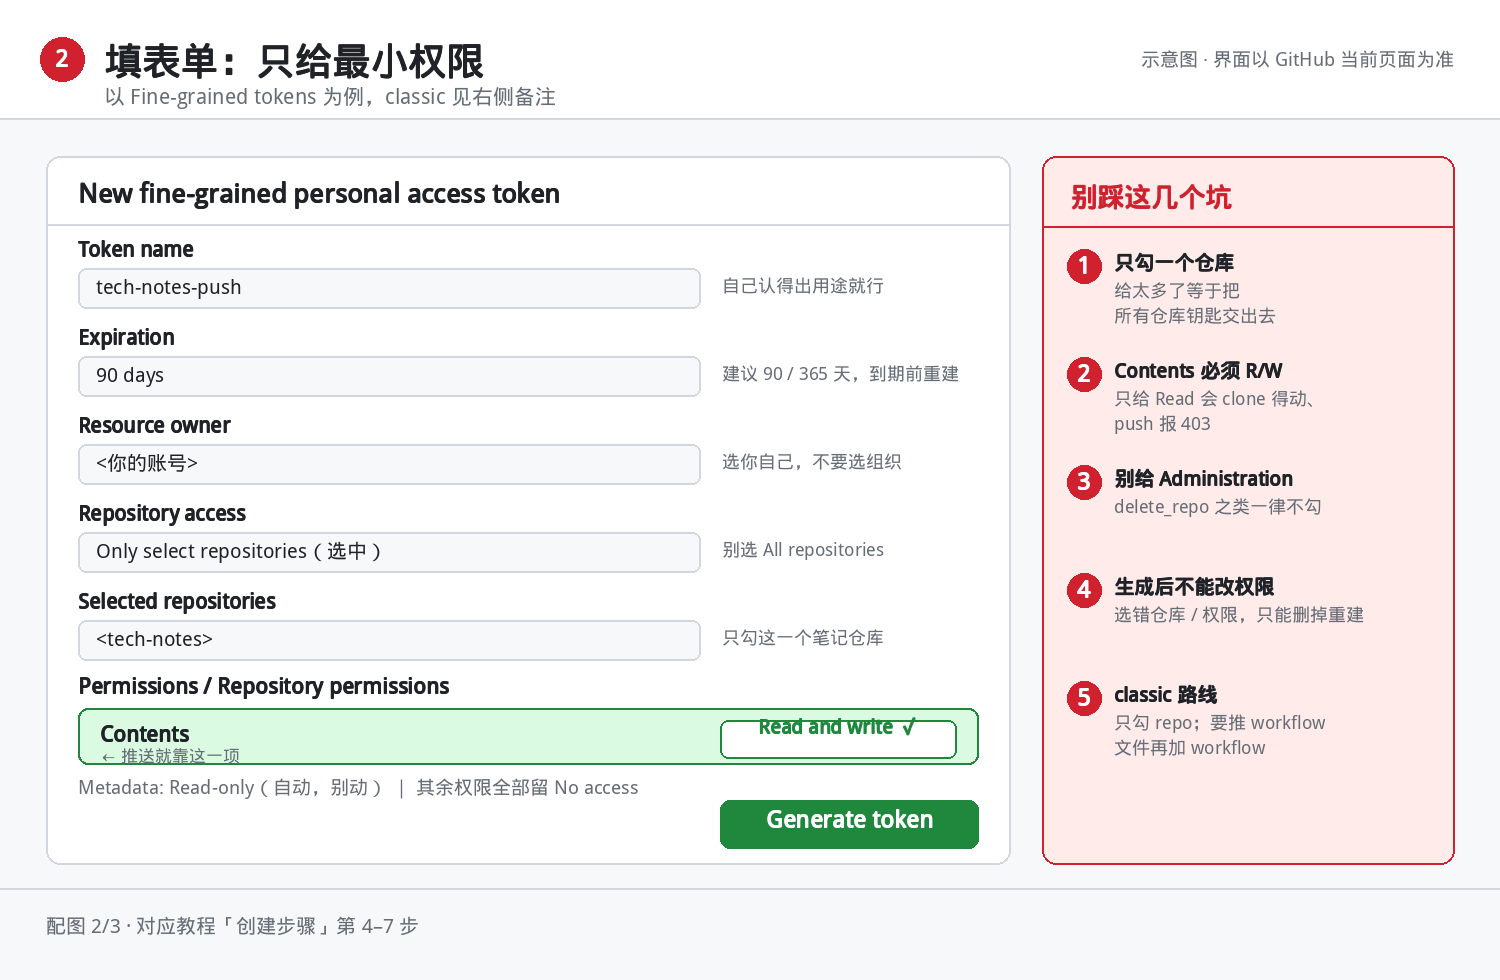 2
填表单：只给最小权限
以 Fine-grained tokens 为例，classic 见右侧备注
示意图 · 界面以 GitHub 当前页面为准
New fine-grained personal access token
Token name
tech-notes-push
自己认得出用途就行
Expiration
90 days
建议 90 / 365 天，到期前重建
Resource owner
<你的账号>
选你自己，不要选组织
Repository access
Only select repositories（选中）
别选 All repositories
Selected repositories
<tech-notes>
只勾这一个笔记仓库
Permissions / Repository permissions
Contents
← 推送就靠这一项
Read and write ✓
Metadata: Read-only（自动，别动） | 其余权限全部留 No access
Generate token
别踩这几个坑
1 只勾一个仓库
给太多了等于把
所有仓库钥匙交出去
2 Contents 必须 R/W
只给 Read 会 clone 得动、
push 报 403
3 别给 Administration
delete_repo 之类一律不勾
4 生成后不能改权限
选错仓库 / 权限，只能删掉重建
5 classic 路线
只勾 repo；要推 workflow
文件再加 workflow
配图 2/3 · 对应教程「创建步骤」第 4–7 步